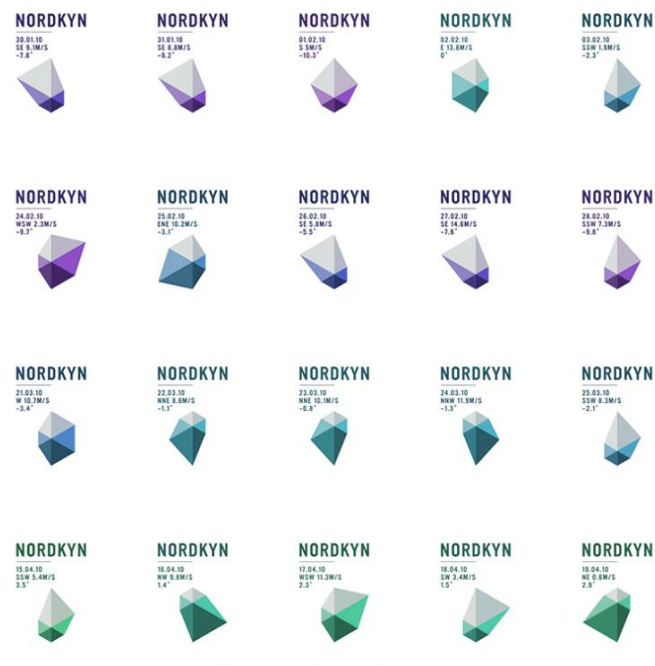 NORDKYN
30.01.10
SE 9.1M/S
-7.8°
NORDKYN
31.01.10
SE 8.8M/S
-9.2°
NORDKYN
01.02.10
S 5M/S
-10.3°
NORDKYN
02.02.10
E 13.8M/S
0°
NORDKYN
03.02.10
SSW 1.9M/S
-2.3°
NORDKYN
24.02.10
WSW 2.3M/S
-9.7°
NORDKYN
25.02.10
ENE 10.2M/S
-3.1°
NORDKYN
26.02.10
SE 5.8M/S
-5.5°
NORDKYN
27.02.10
SE 14.6M/S
-7.6°
NORDKYN
28.02.10
SSW 7.3M/S
-9.6°
NORDKYN
21.03.10
W 10.7M/S
-3.4°
NORDKYN
22.03.10
NNE 8.6M/S
-1.1°
NORDKYN
23.03.10
NNE 10.1M/S
-0.8°
NORDKYN
24.03.10
NNW 11.9M/S
-1.3°
NORDKYN
25.03.10
SSW 8.3M/S
-2.1°
NORDKYN
15.04.10
SSW 5.4M/S
3.5°
NORDKYN
16.04.10
NW 9.8M/S
1.4°
NORDKYN
17.04.10
WSW 11.3M/S
2.3°
NORDKYN
18.04.10
SW 3.4M/S
1.5°
NORDKYN
19.04.10
NE 0.6M/S
2.9°